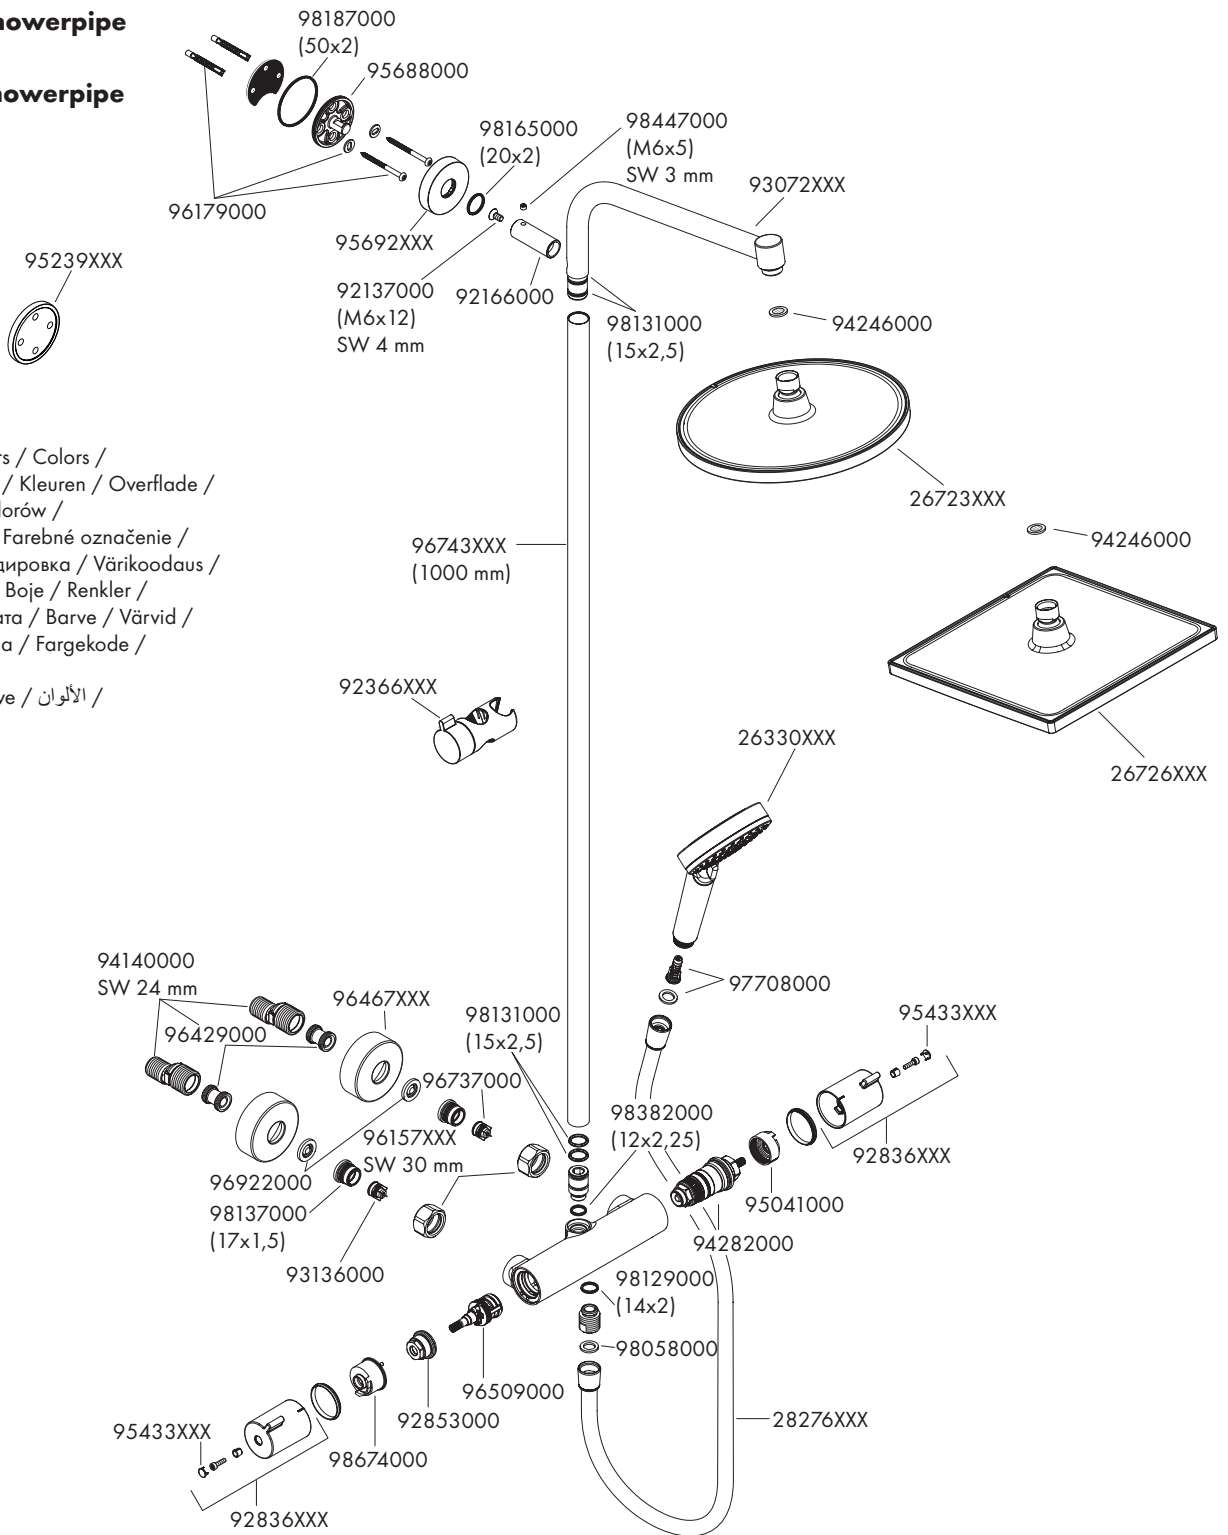 howerpipe
howerpipe
98187000
(50x2)
95688000
98165000
(20x2)
98447000
(M6x5)
SW 3 mm
93072XXX
96179000
95692XXX
95239XXX
92137000
(M6x12)
SW 4 mm
92166000
98131000
(15x2,5)
94246000
26723XXX
rs / Colors /
/ Kleuren / Overflade /
lorów /
Farebné označenie /
дировка / Värikoodaus /
Boje / Renkler /
ата / Barve / Värvid /
a / Fargekode /
ve / الألوان /
96743XXX
(1000 mm)
94246000
92366XXX
26330XXX
26726XXX
94140000
SW 24 mm
96429000
96467XXX
98131000
(15x2,5)
97708000
95433XXX
96737000
98382000
(12x2,25)
96157XXX
SW 30 mm
92836XXX
96922000
95041000
98137000
(17x1,5)
94282000
93136000
98129000
(14x2)
98058000
96509000
92853000
28276XXX
95433XXX
98674000
92836XXX